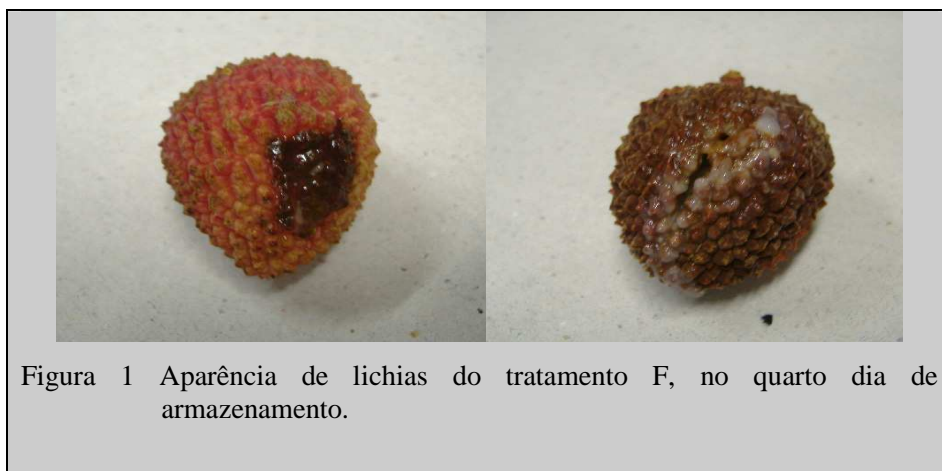 Figura 1 Aparência de lichias do tratamento F, no quarto dia de
armazenamento.